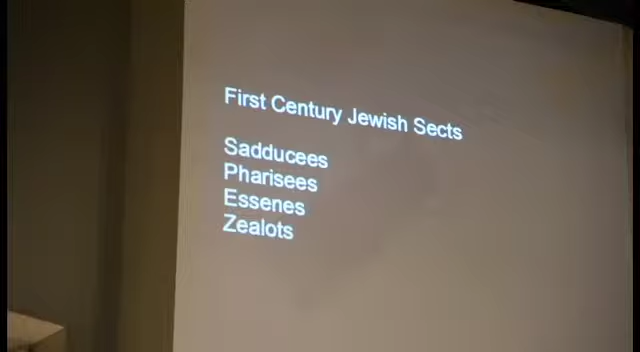 First Century Jewish Sects
Sadducees
Pharisees
Essenes
Zealots